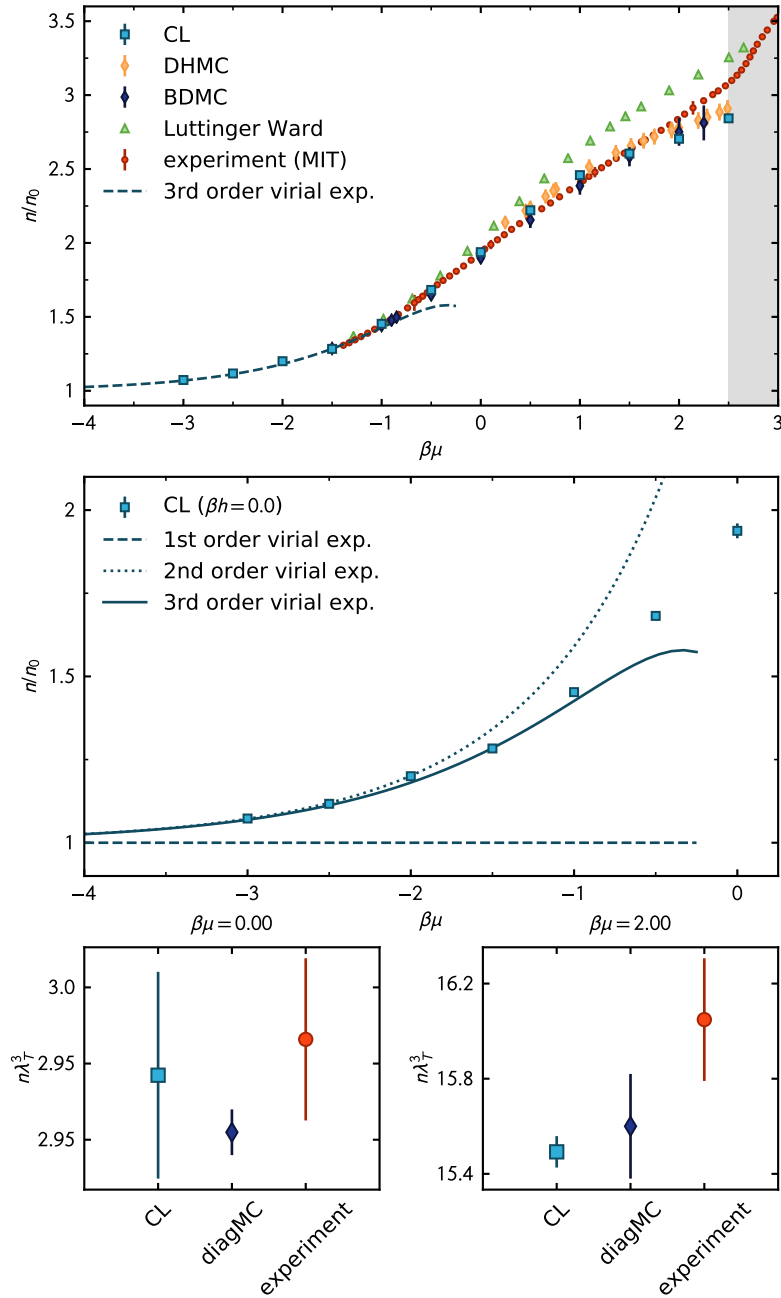 3.5
3
2.5
2
1.5
1
n/n₀
CL
DHMC
BDMC
Luttinger Ward
experiment (MIT)
3rd order virial exp.
−4 −3 −2 −1 0 1 2 3
βμ
2
1.5
1
n/n₀
CL (βh = 0.0)
1st order virial exp.
2nd order virial exp.
3rd order virial exp.
−4 −3 −2 −1 0
βμ
βμ = 0.00
3.0
2.95
2.95
nλ³_T
CL
diagMC
experiment
βμ = 2.00
16.2
15.8
15.4
nλ³_T
CL
diagMC
experiment